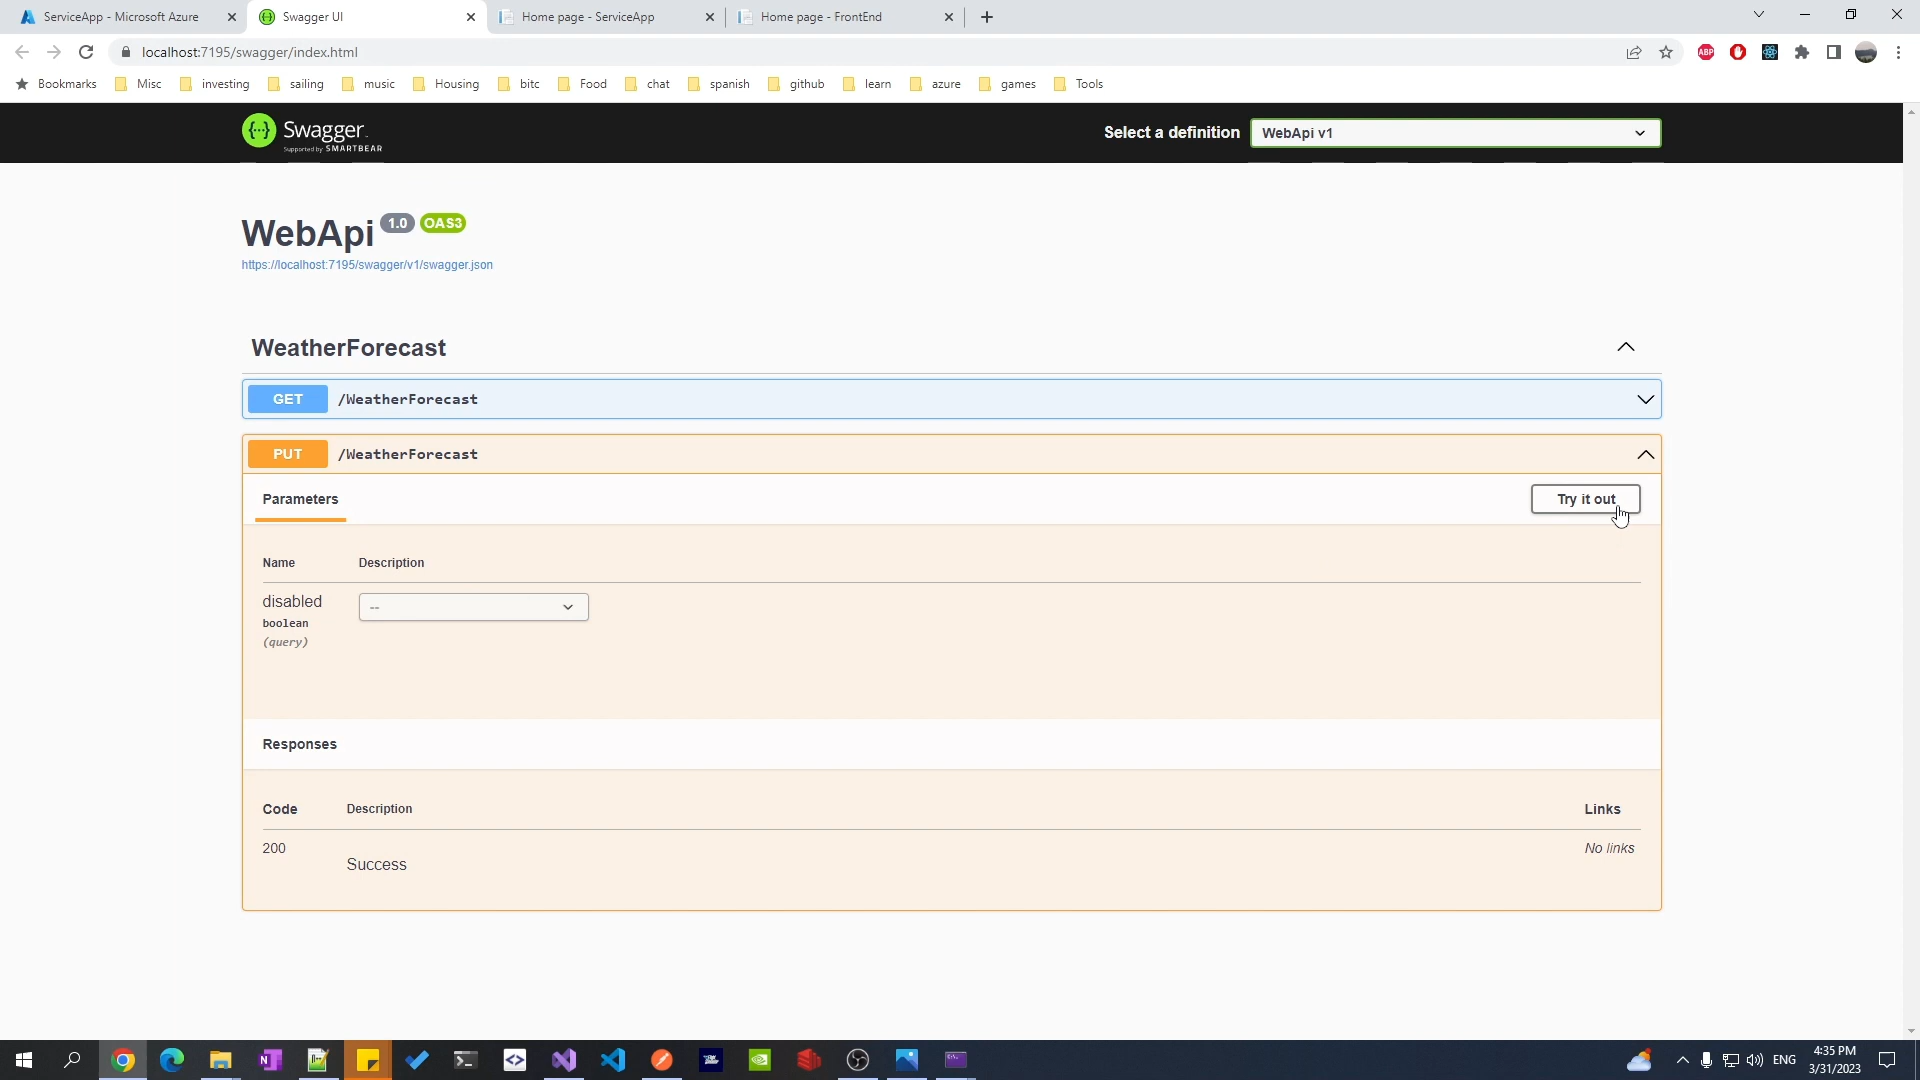 ServiceApp - Microsoft Azure
Swagger UI
Home page - ServiceApp
Home page - FrontEnd
localhost:7195/swagger/index.html
ABP
Bookmarks
Misc
investing
sailing
music
Housing
bitc
Food
chat
spanish
github
learn
azure
games
Tools
Swagger.
Supported by SMARTBEAR
Select a definition
WebApi v1
WebApi 1.0 OAS3
https://localhost:7195/swagger/v1/swagger.json
WeatherForecast
GET /WeatherForecast
PUT /WeatherForecast
Parameters
Try it out
Name Description
disabled
--
boolean
(query)
Responses
Code Description Links
200
Success
No links
ENG
4:35 PM
3/31/2023